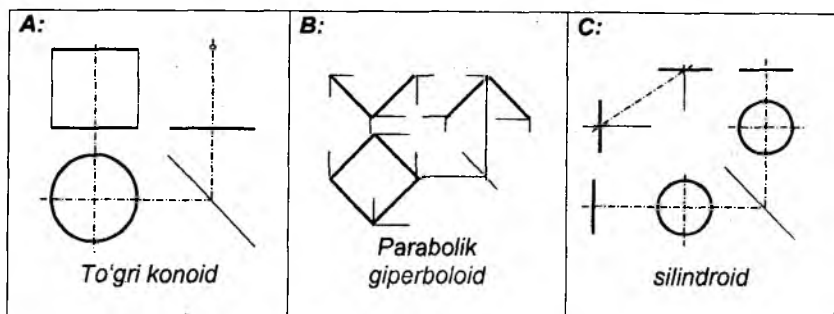 A:
B:
C:
To'gri konoid
Parabolik
giperboloid
silindroid